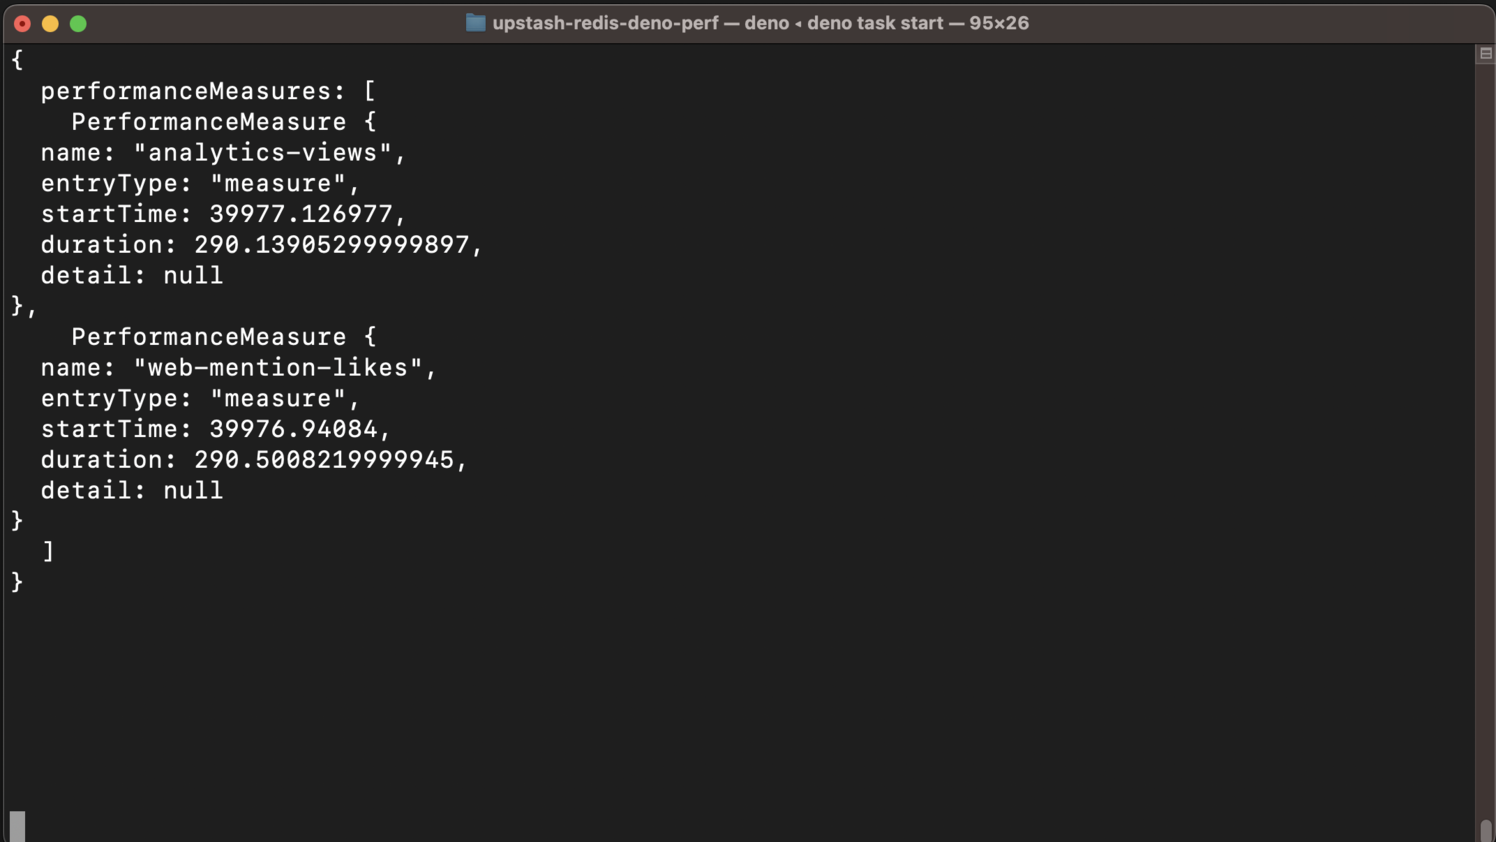 upstash-redis-deno-perf — deno ◂ deno task start — 95×26
{
  performanceMeasures: [
    PerformanceMeasure {
  name: "analytics-views",
  entryType: "measure",
  startTime: 39977.126977,
  duration: 290.13905299999897,
  detail: null
},
    PerformanceMeasure {
  name: "web-mention-likes",
  entryType: "measure",
  startTime: 39976.94084,
  duration: 290.5008219999945,
  detail: null
}
  ]
}